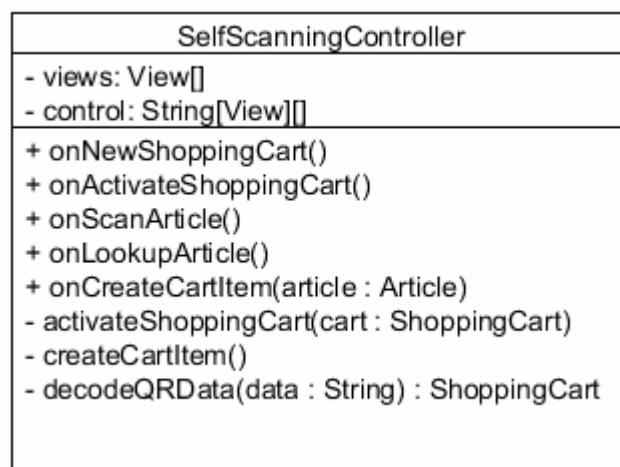 SelfScanningController
- views: View[]
- control: String[View][]
+ onNewShoppingCart()
+ onActivateShoppingCart()
+ onScanArticle()
+ onLookupArticle()
+ onCreateCartItem(article : Article)
- activateShoppingCart(cart : ShoppingCart)
- createCartItem()
- decodeQRData(data : String) : ShoppingCart